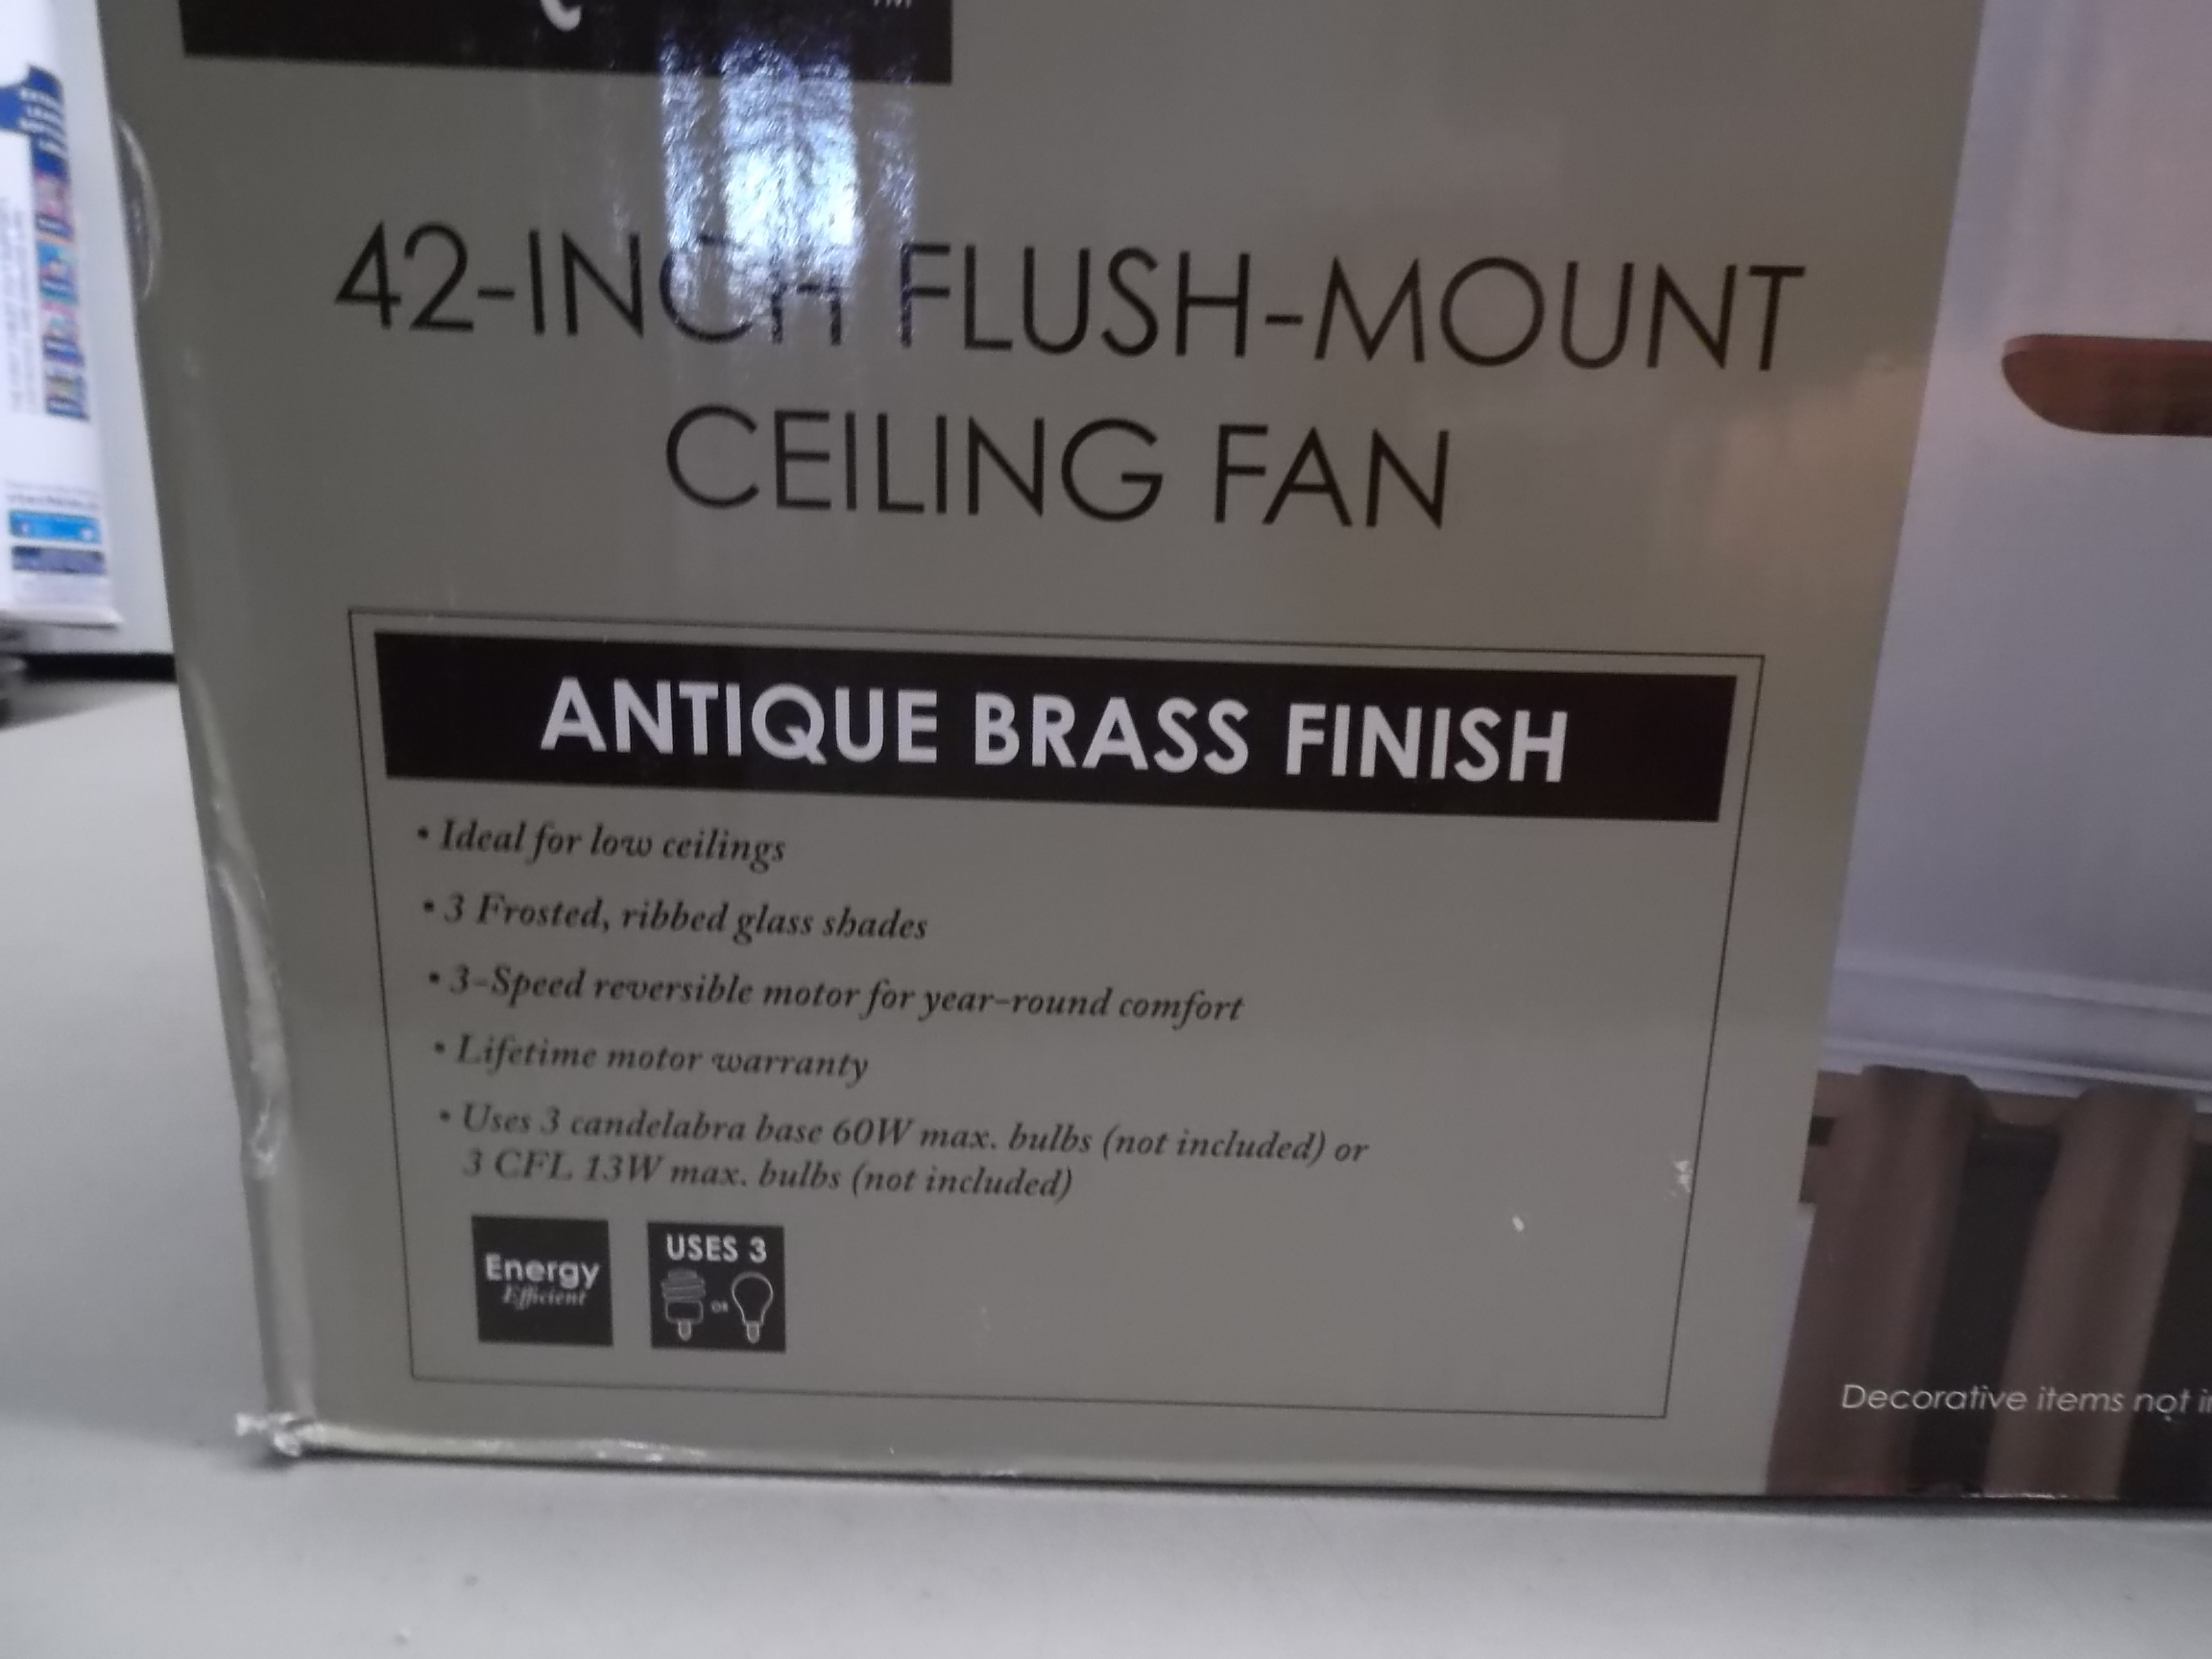 TM
42-INCH FLUSH-MOUNT
CEILING FAN
ANTIQUE BRASS FINISH
• Ideal for low ceilings
• 3 Frosted, ribbed glass shades
• 3-Speed reversible motor for year-round comfort
• Lifetime motor warranty
• Uses 3 candelabra base 60W max. bulbs (not included) or
3 CFL 13W max. bulbs (not included)
Energy
Efficient
USES 3
OR
Decorative items not